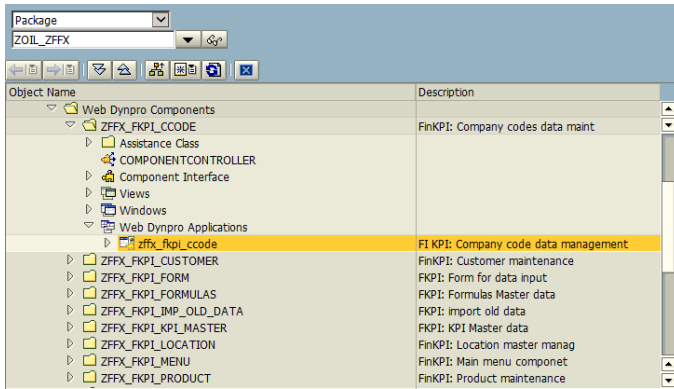 Package
ZOIL_ZFFX
Object Name Description
Web Dynpro Components
ZFFX_FKPI_CCODE FinKPI: Company codes data maint
Assistance Class
COMPONENTCONTROLLER
Component Interface
Views
Windows
Web Dynpro Applications
zffx_fkpi_ccode FI KPI: Company code data management
ZFFX_FKPI_CUSTOMER FinKPI: Customer maintenance
ZFFX_FKPI_FORM FKPI: Form for data input
ZFFX_FKPI_FORMULAS FKPI: Formulas Master data
ZFFX_FKPI_IMP_OLD_DATA FKPI: import old data
ZFFX_FKPI_KPI_MASTER FKPI: KPI Master data
ZFFX_FKPI_LOCATION FinKPI: Location master manag
ZFFX_FKPI_MENU FinKPI: Main menu componet
ZFFX_FKPI_PRODUCT FinKPI: Product maintenance